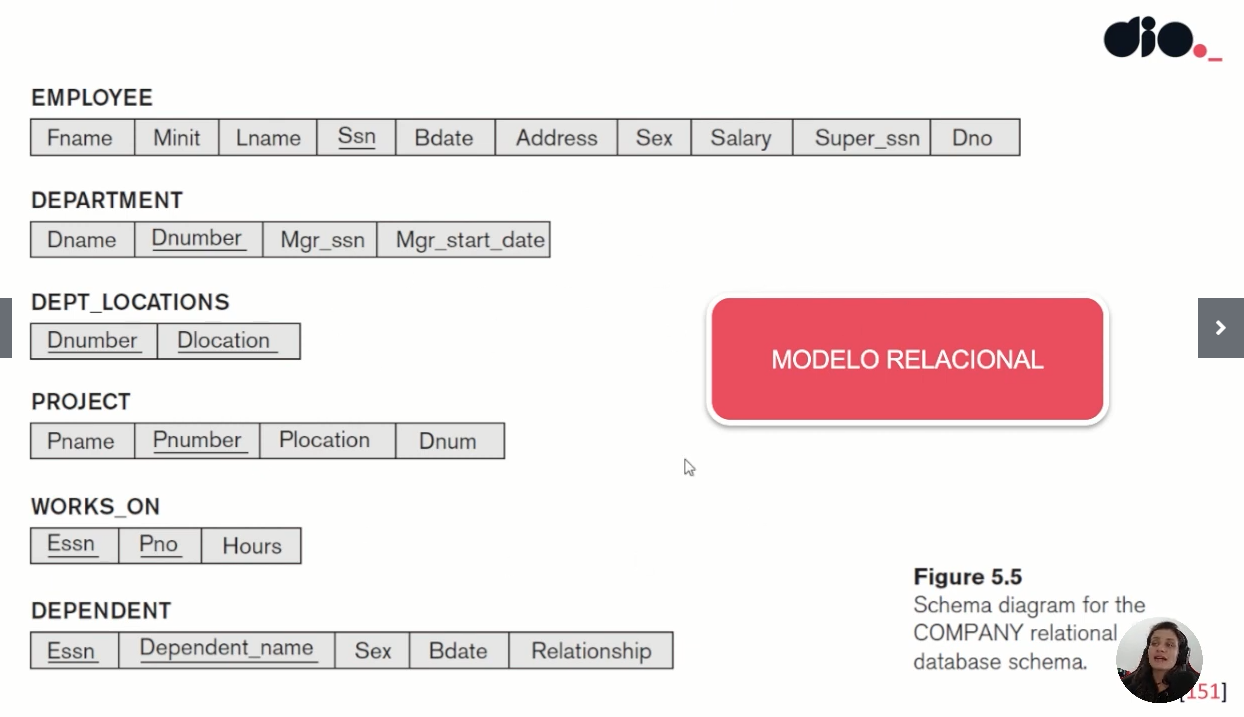 dio._
EMPLOYEE
Fname Minit Lname Ssn Bdate Address Sex Salary Super_ssn Dno
DEPARTMENT
Dname Dnumber Mgr_ssn Mgr_start_date
DEPT_LOCATIONS
Dnumber Dlocation
MODELO RELACIONAL
PROJECT
Pname Pnumber Plocation Dnum
WORKS_ON
Essn Pno Hours
DEPENDENT
Essn Dependent_name Sex Bdate Relationship
Figure 5.5
Schema diagram for the
COMPANY relational
database schema.
[151]